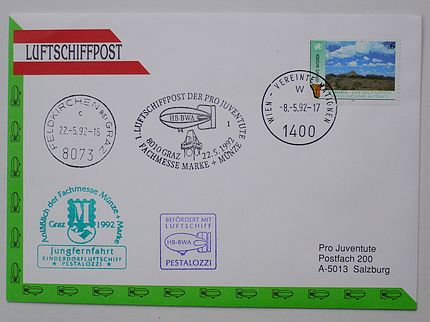 LUFTSCHIFFPOST
FELDKIRCHEN BEI GRAZ
c
22.-5.92-15
8073
LUFTSCHIFFPOST DER PRO JUVENTUTE
HB-BWA
1
8010 GRAZ 22.5.1992
FACHMESSE MARKE + MÜNZE
WIEN - VEREINTE NATIONEN
W
-8.-5.92-17
1400
Anläßlich der Fachmesse Münze + Marke
Graz 1992
Jungfernfahrt
KINDERDORFLUFTSCHIFF
PESTALOZZI
BEFÖRDERT MIT
LUFTSCHIFF
HB-BWA
PESTALOZZI
Pro Juventute
Postfach 200
A-5013 Salzburg